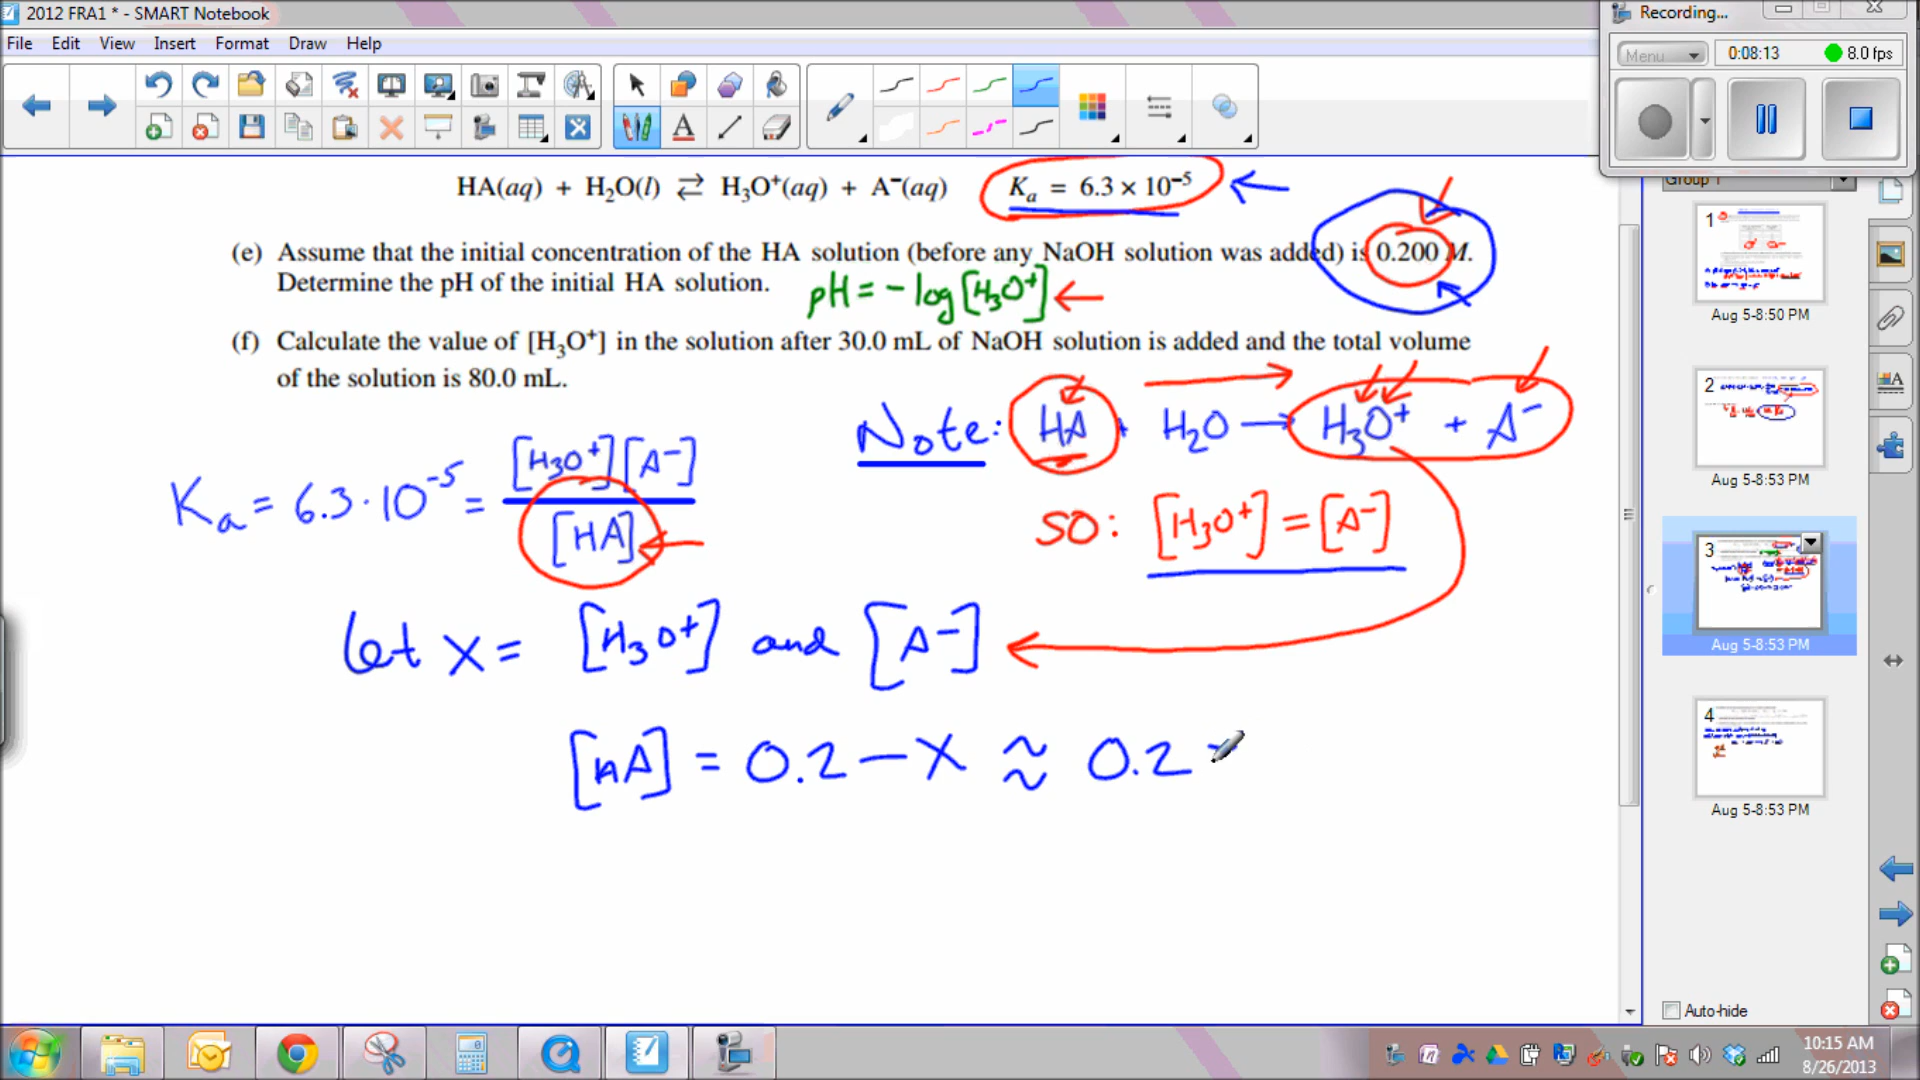 2012 FRA1 * - SMART Notebook
File Edit View Insert Format Draw Help
Recording...
Menu 0:08:13 8.0 fps
HA(aq) + H₂O(l) ⇄ H₃O⁺(aq) + A⁻(aq) Kₐ = 6.3 × 10⁻⁵
(e) Assume that the initial concentration of the HA solution (before any NaOH solution was added) is 0.200 M.
Determine the pH of the initial HA solution. pH = - log [H₃O⁺]
(f) Calculate the value of [H₃O⁺] in the solution after 30.0 mL of NaOH solution is added and the total volume
of the solution is 80.0 mL.
Note: HA + H₂O → H₃O⁺ + A⁻
Kₐ = 6.3 · 10⁻⁵ = [H₃O⁺][A⁻]
[HA]
SO: [H₃O⁺] = [A⁻]
let X = [H₃O⁺] and [A⁻]
[HA] = 0.2 - X ≈ 0.2
Group 1
1
Aug 5-8:50 PM
2
Aug 5-8:53 PM
3
Aug 5-8:53 PM
4
Aug 5-8:53 PM
Auto-hide
10:15 AM
8/26/2013